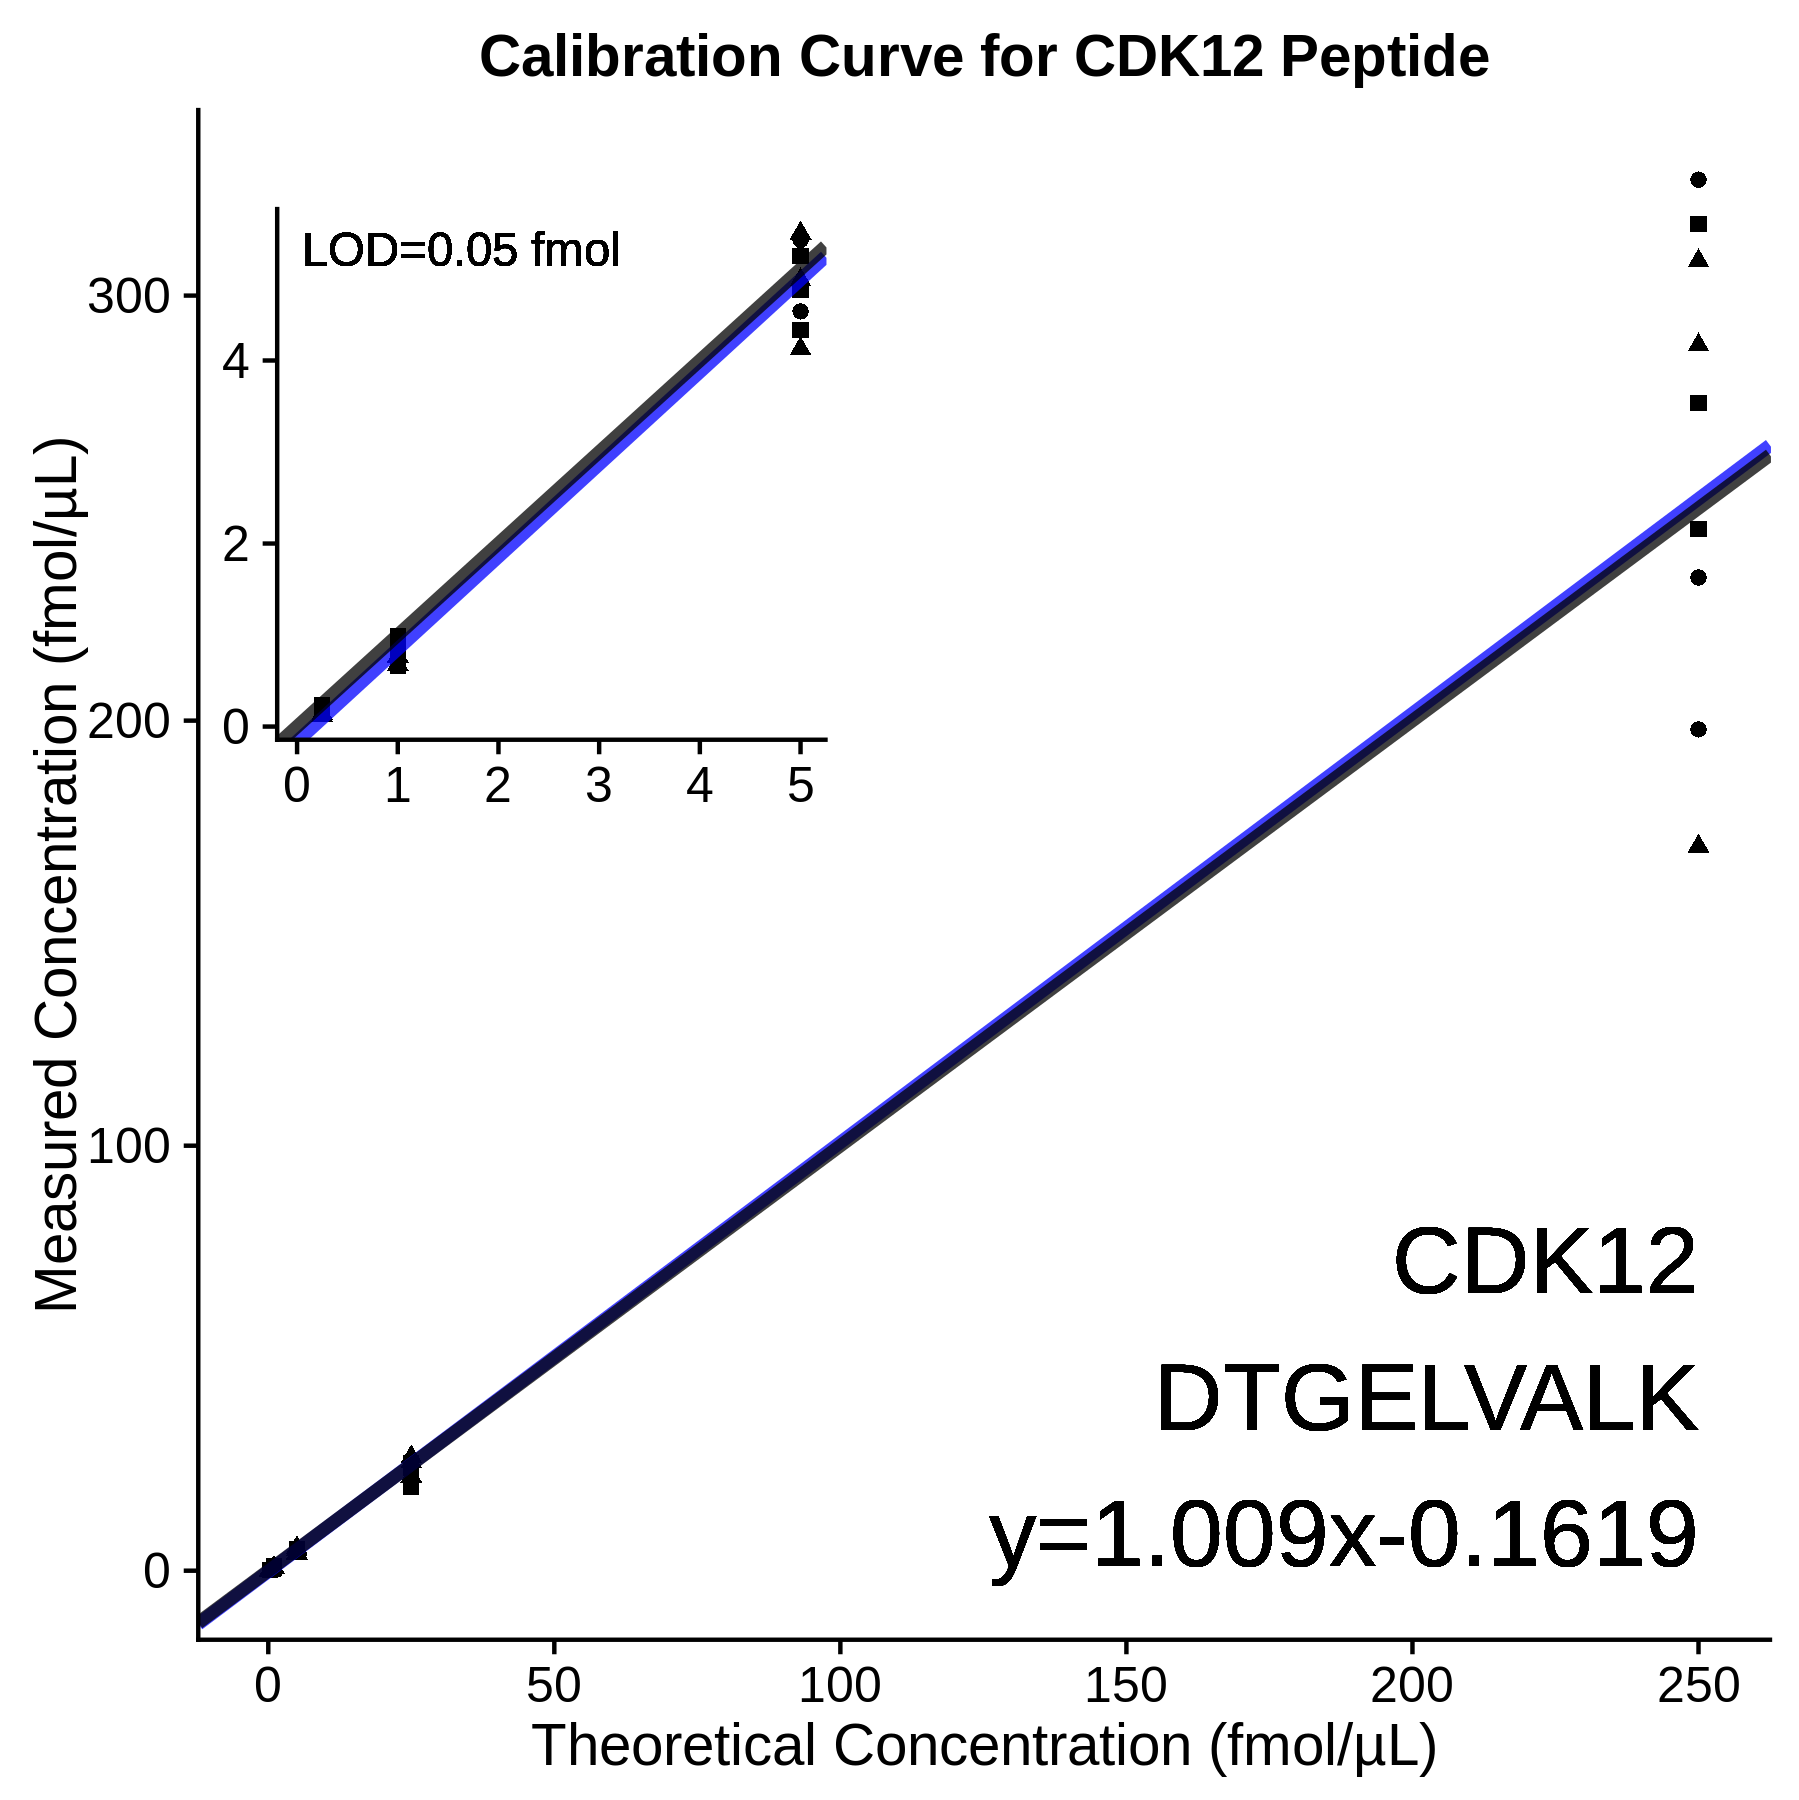 Calibration Curve for CDK12 Peptide
Measured Concentration (fmol/µL)
300
200
100
0
LOD=0.05 fmol
4
2
0
0 1 2 3 4 5
CDK12
DTGELVALK
y=1.009x-0.1619
0 50 100 150 200 250
Theoretical Concentration (fmol/µL)